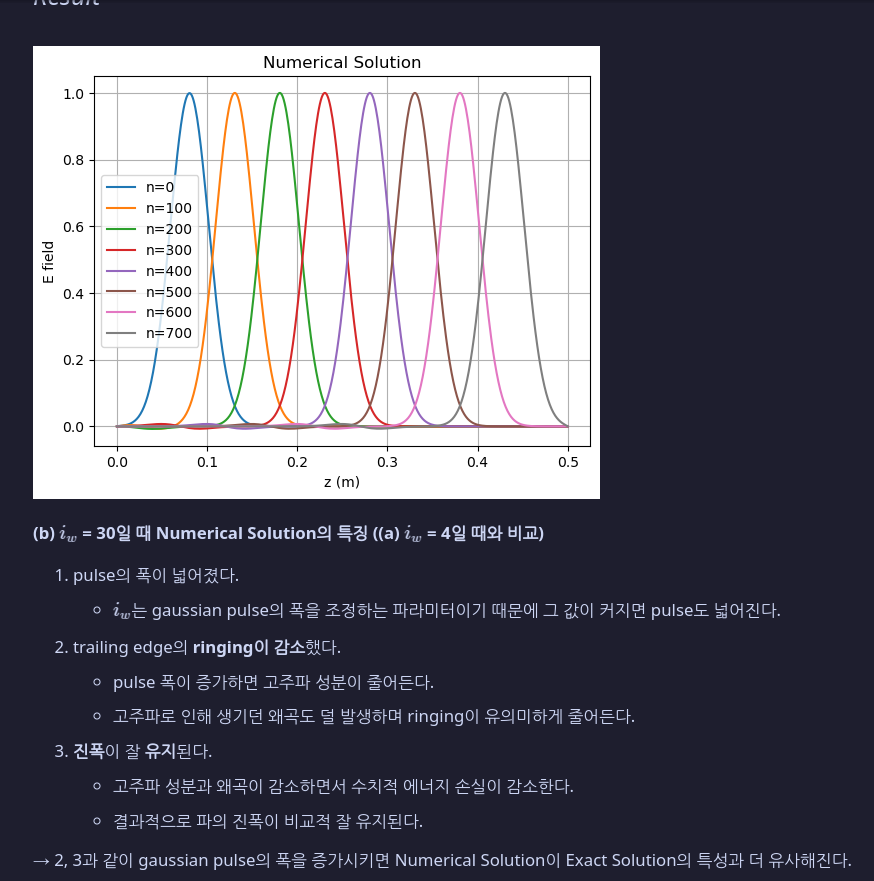 Result
Numerical Solution
1.0
0.8
0.6
0.4
0.2
0.0
E field
n=0
n=100
n=200
n=300
n=400
n=500
n=600
n=700
0.0 0.1 0.2 0.3 0.4 0.5
z (m)
(b) i_w = 30일 때 Numerical Solution의 특징 ((a) i_w = 4일 때와 비교)
1. pulse의 폭이 넓어졌다.
○ i_w는 gaussian pulse의 폭을 조정하는 파라미터이기 때문에 그 값이 커지면 pulse도 넓어진다.
2. trailing edge의 ringing이 감소했다.
○ pulse 폭이 증가하면 고주파 성분이 줄어든다.
○ 고주파로 인해 생기던 왜곡도 덜 발생하며 ringing이 유의미하게 줄어든다.
3. 진폭이 잘 유지된다.
○ 고주파 성분과 왜곡이 감소하면서 수치적 에너지 손실이 감소한다.
○ 결과적으로 파의 진폭이 비교적 잘 유지된다.
→ 2, 3과 같이 gaussian pulse의 폭을 증가시키면 Numerical Solution이 Exact Solution의 특성과 더 유사해진다.